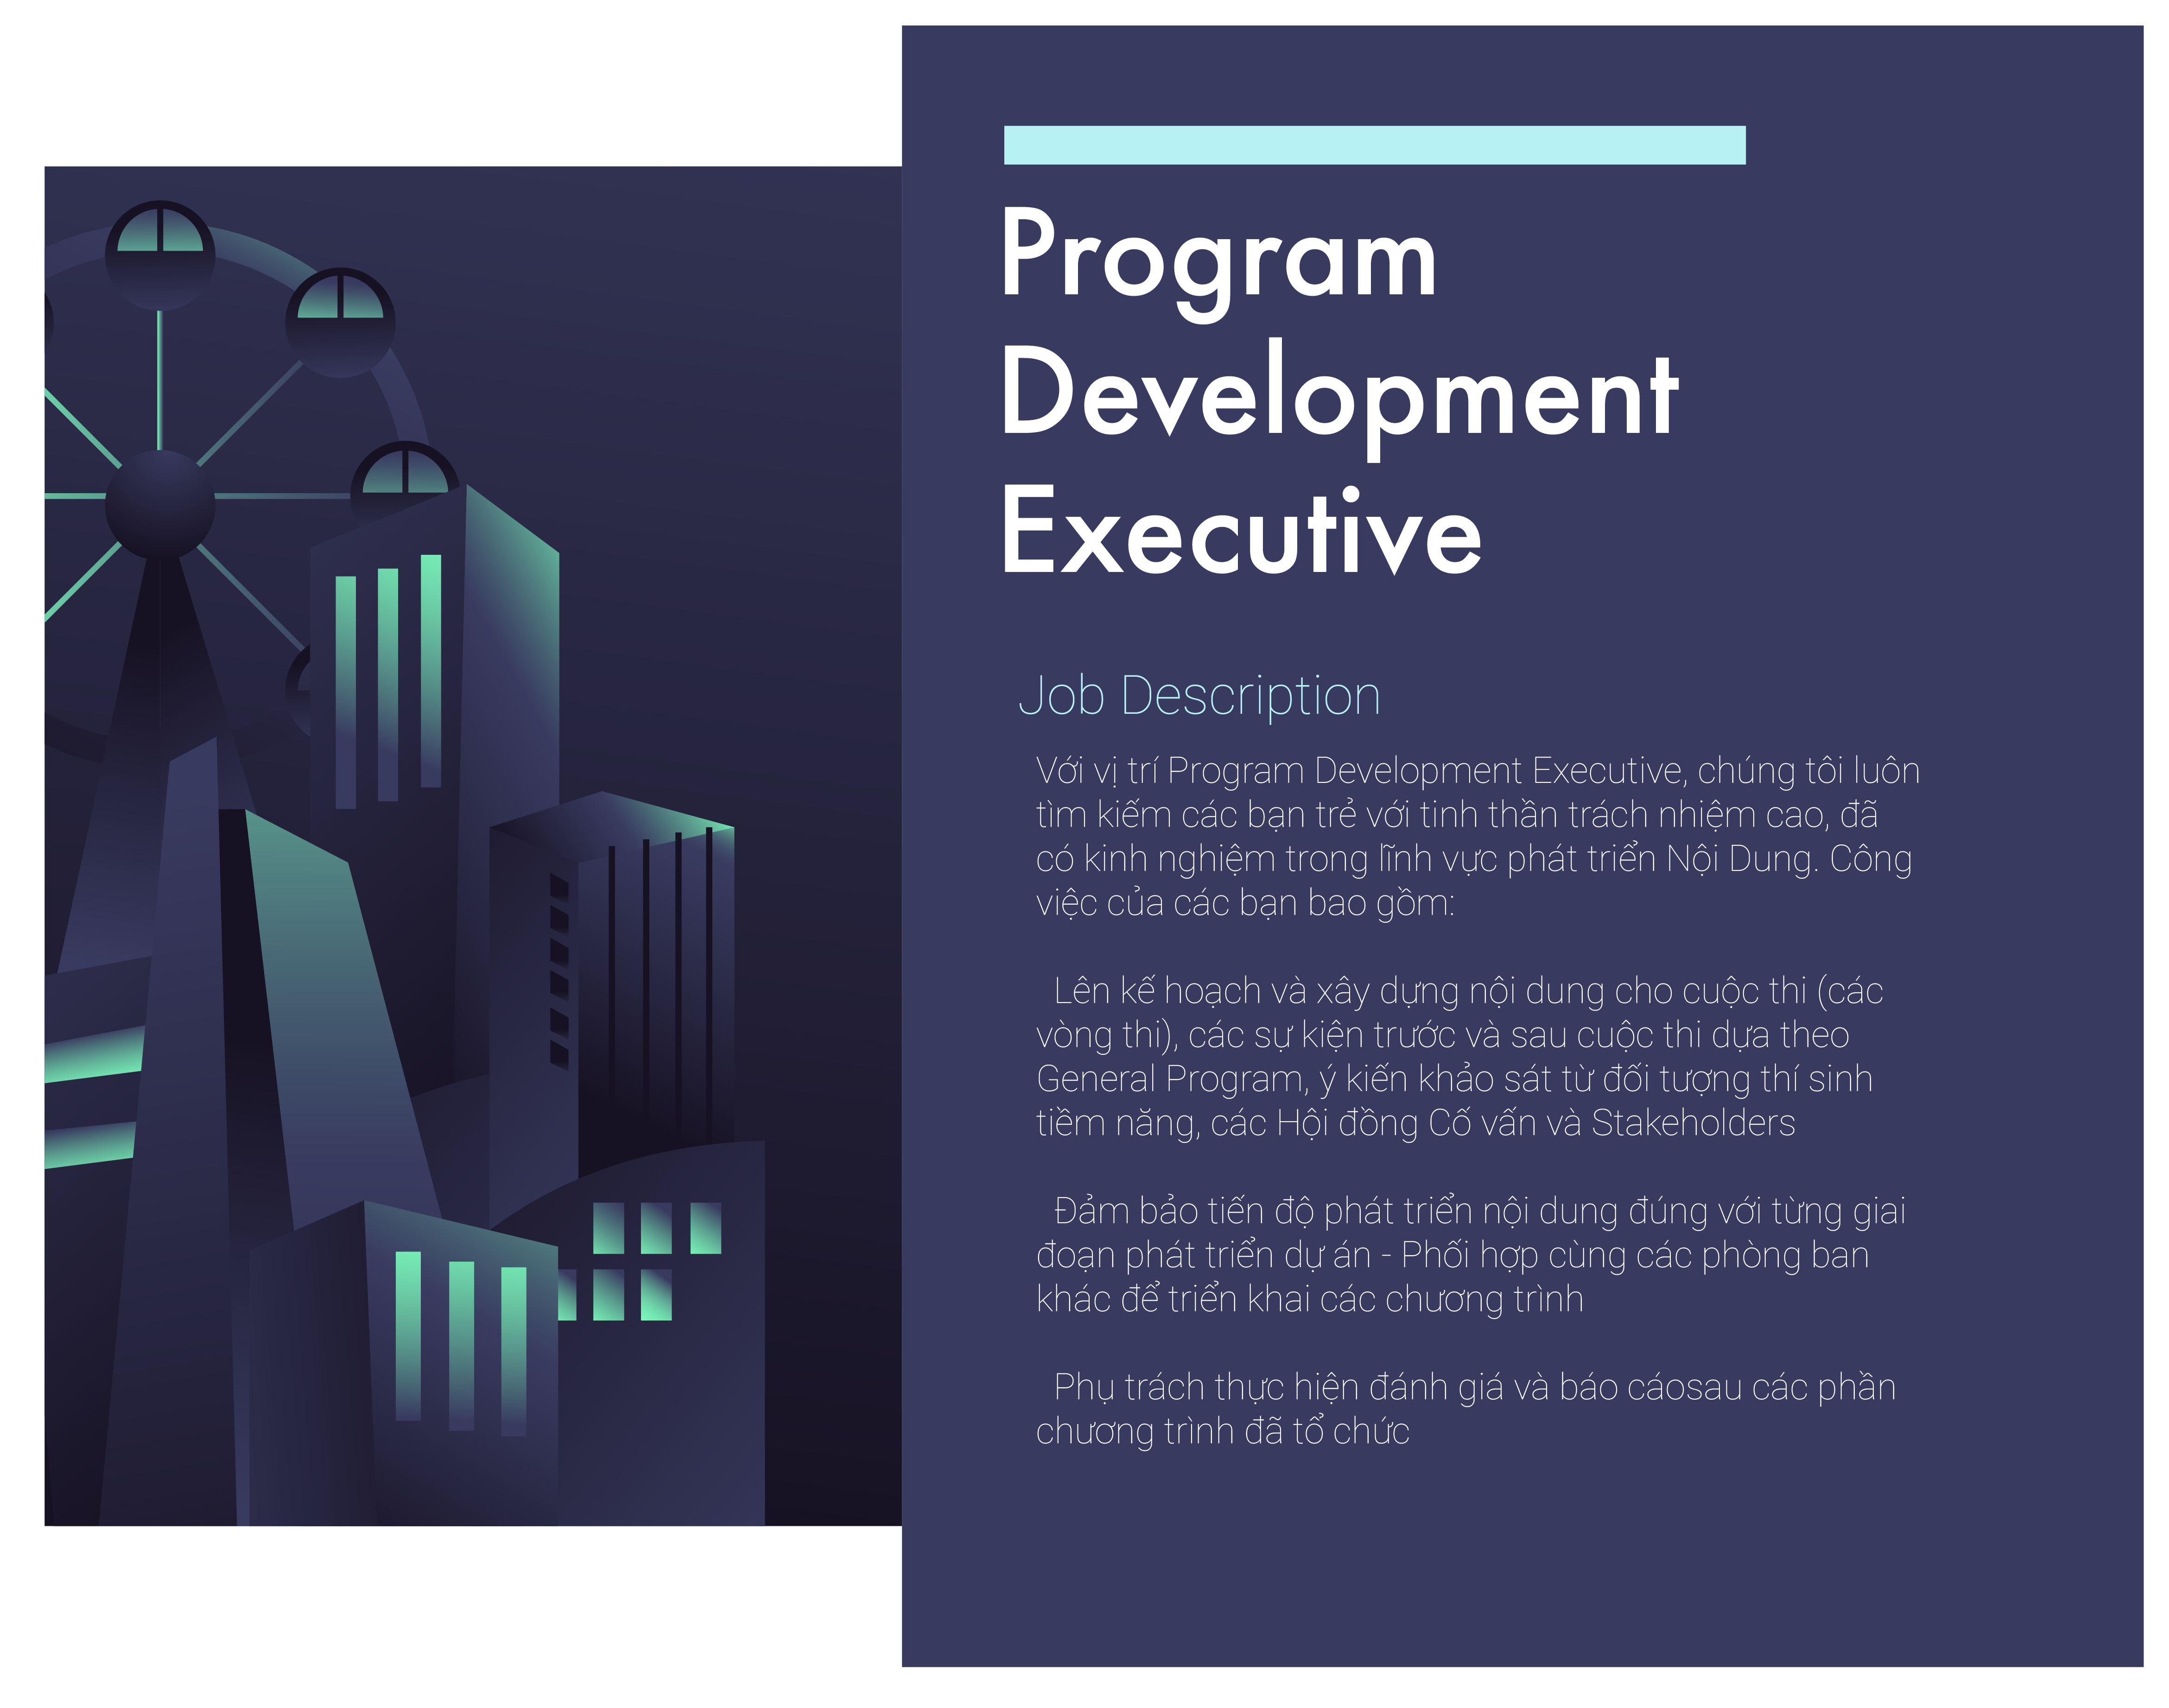 Program
Development
Executive
Job Description
Với vị trí Program Development Executive, chúng tôi luôn
tìm kiếm các bạn trẻ với tinh thần trách nhiệm cao, đã
có kinh nghiệm trong lĩnh vực phát triển Nội Dung. Công
việc của các bạn bao gồm:
Lên kế hoạch và xây dựng nội dung cho cuộc thi (các
vòng thi), các sự kiện trước và sau cuộc thi dựa theo
General Program, ý kiến khảo sát từ đối tượng thí sinh
tiềm năng, các Hội đồng Cố vấn và Stakeholders
Đảm bảo tiến độ phát triển nội dung đúng với từng giai
đoạn phát triển dự án - Phối hợp cùng các phòng ban
khác để triển khai các chương trình
Phụ trách thực hiện đánh giá và báo cáosau các phần
chương trình đã tổ chức